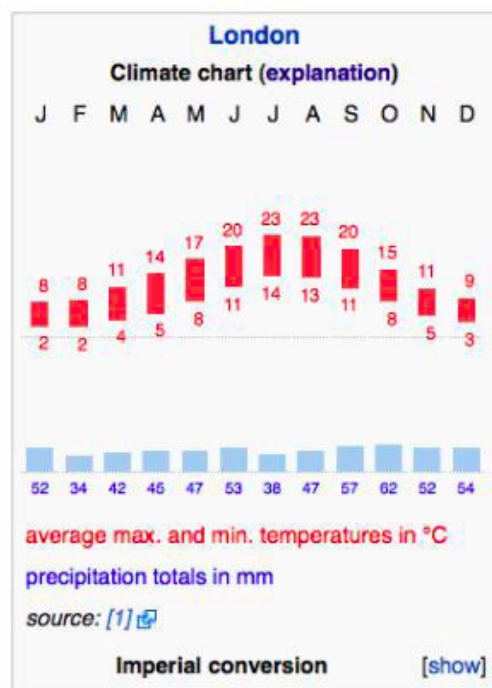 London
Climate chart (explanation)
J F M A M J J A S O N D
8 8 11 14 17 20 23 23 20 15 11 9
2 2 4 5 8 11 14 13 11 8 5 3
52 34 42 45 47 53 38 47 57 62 52 54
average max. and min. temperatures in °C
precipitation totals in mm
source: [1]
Imperial conversion [show]